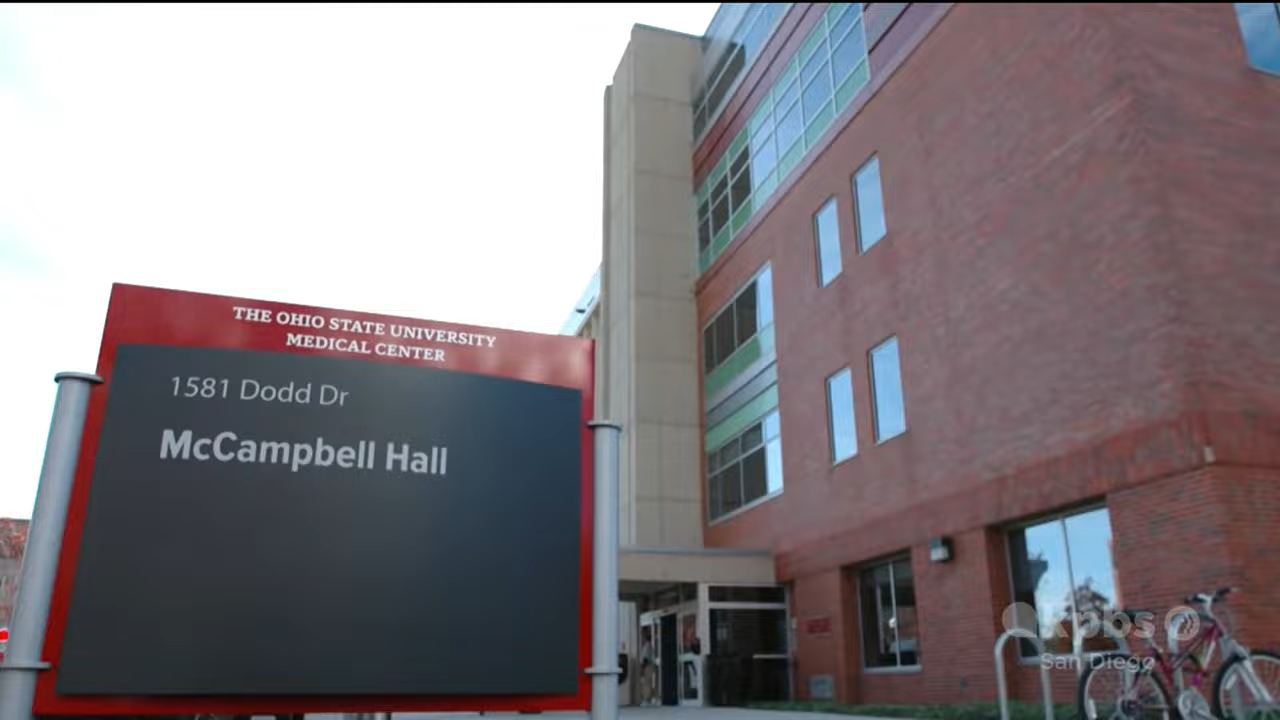 THE OHIO STATE UNIVERSITY
MEDICAL CENTER
1581 Dodd Dr
McCampbell Hall
kpbs
San Diego